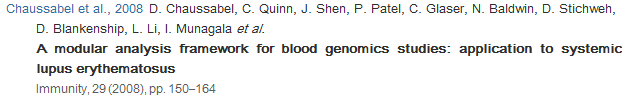 Chaussabel et al., 2008 D. Chaussabel, C. Quinn, J. Shen, P. Patel, C. Glaser, N. Baldwin, D. Stichweh,
D. Blankenship, L. Li, I. Munagala et al.
A modular analysis framework for blood genomics studies: application to systemic
lupus erythematosus
Immunity, 29 (2008), pp. 150–164